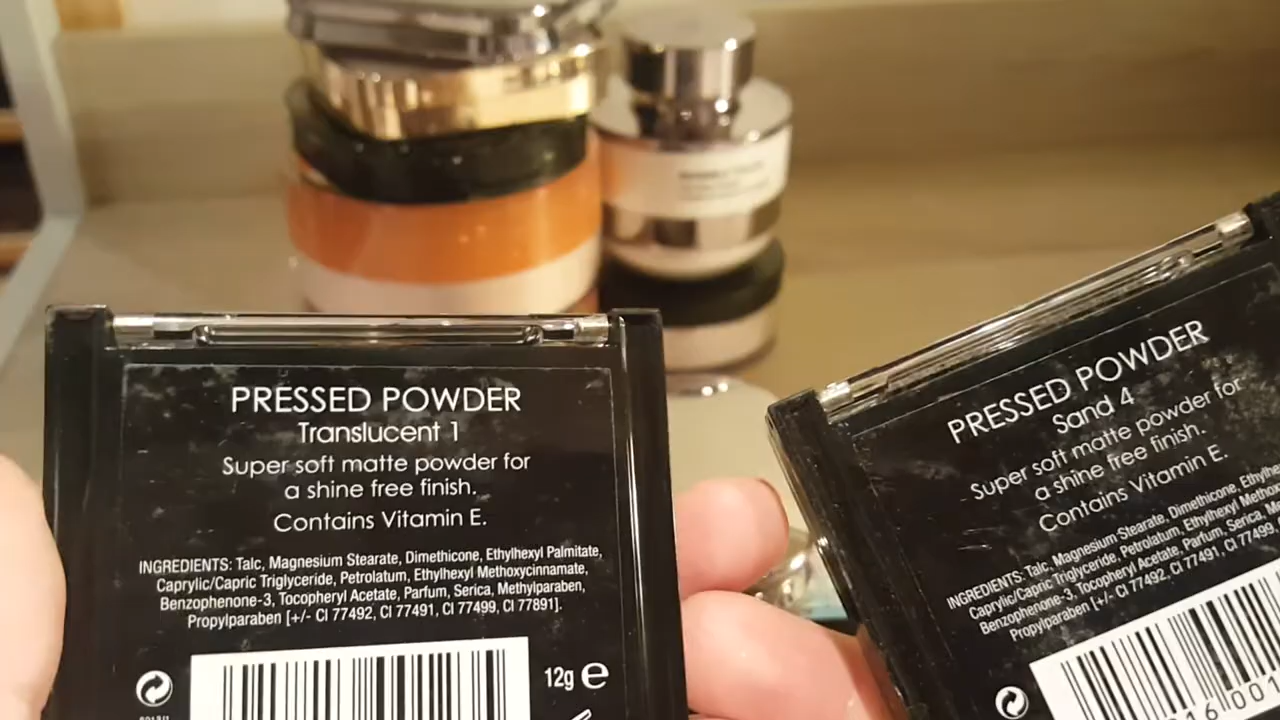 PRESSED POWDER
Translucent 1
Super soft matte powder for
a shine free finish.
Contains Vitamin E.
INGREDIENTS: Talc, Magnesium Stearate, Dimethicone, Ethylhexyl Palmitate,
Caprylic/Capric Triglyceride, Petrolatum, Ethylhexyl Methoxycinnamate,
Benzophenone-3, Tocopheryl Acetate, Parfum, Serica, Methylparaben,
Propylparaben [+/- CI 77492, CI 77491, CI 77499, CI 77891].
12g e
PRESSED POWDER
Sand 4
Super soft matte powder for
a shine free finish.
Contains Vitamin E.
INGREDIENTS: Talc, Magnesium Stearate, Dimethicone,
Caprylic/Capric Triglyceride, Petrolatum, Ethylhexyl
Benzophenone-3, Tocopheryl Acetate, Parfum, Serica,
Propylparaben [+/- CI 77492, CI 77491, CI 77499